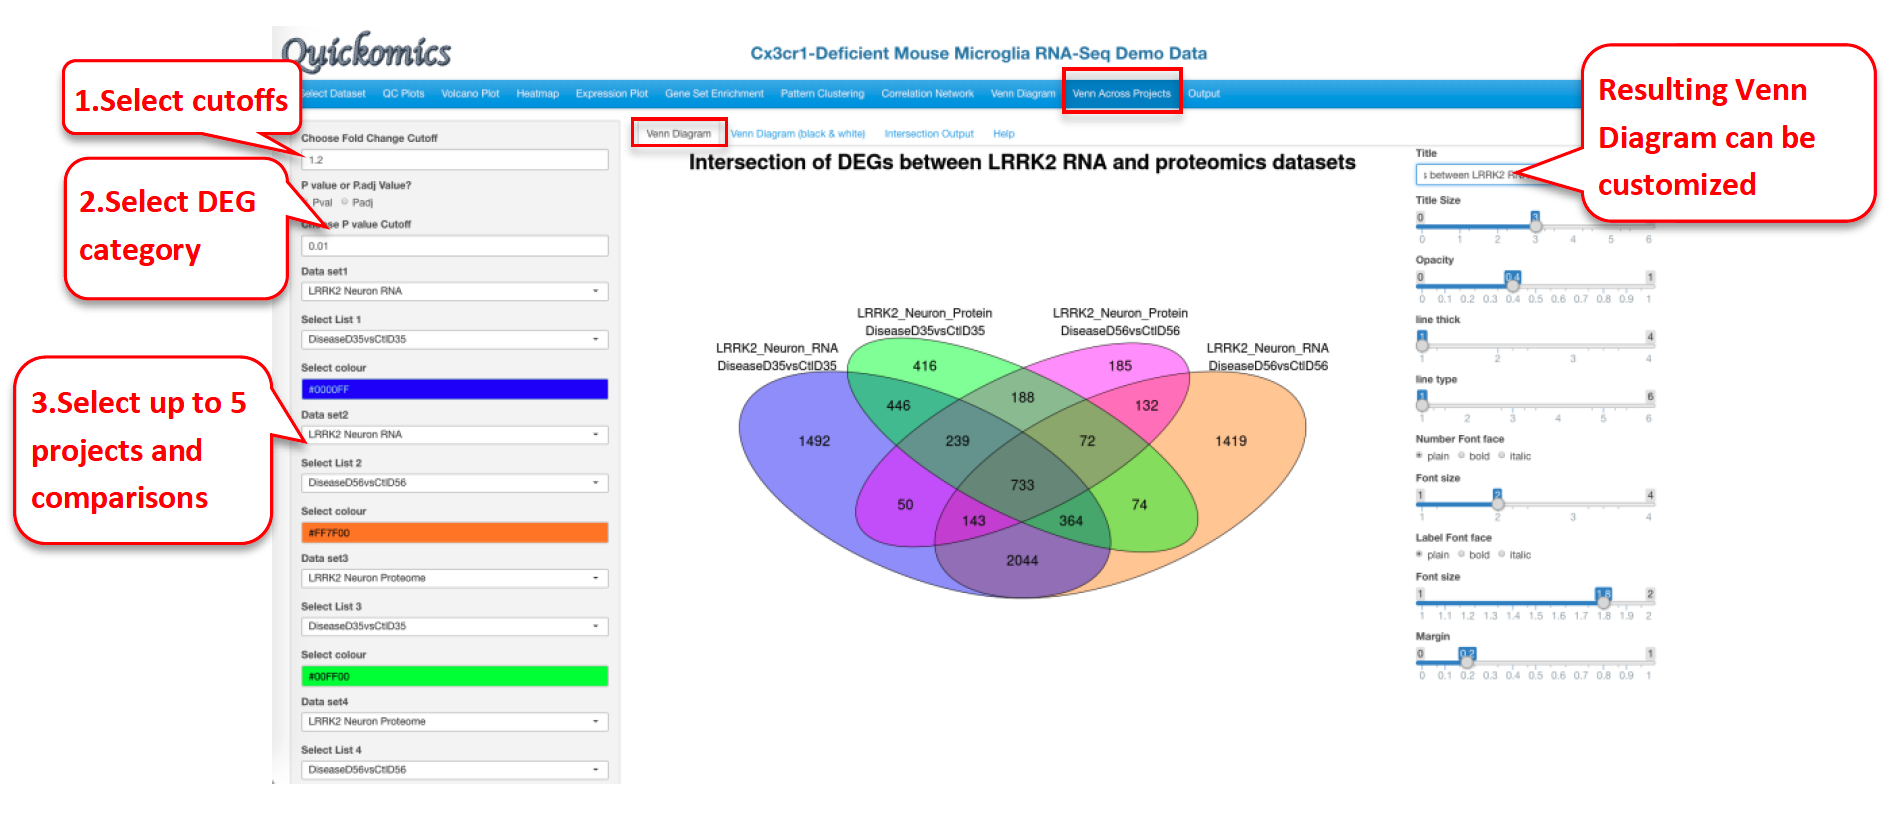 Quickomics
Cx3cr1-Deficient Mouse Microglia RNA-Seq Demo Data
Select Dataset QC Plots Volcano Plot Heatmap Expression Plot Gene Set Enrichment Pattern Clustering Correlation Network Venn Diagram Venn Across Projects Output
1.Select cutoffs
2.Select DEG
category
3.Select up to 5
projects and
comparisons
Resulting Venn
Diagram can be
customized
Choose Fold Change Cutoff
1.2
P value or P.adj Value?
Pval Padj
Choose P value Cutoff
0.01
Data set1
LRRK2 Neuron RNA
Select List 1
DiseaseD35vsCtlD35
Select colour
#0000FF
Data set2
LRRK2 Neuron RNA
Select List 2
DiseaseD56vsCtlD56
Select colour
#FF7F00
Data set3
LRRK2 Neuron Proteome
Select List 3
DiseaseD35vsCtlD35
Select colour
#00FF00
Data set4
LRRK2 Neuron Proteome
Select List 4
DiseaseD56vsCtlD56
Venn Diagram Venn Diagram (black & white) Intersection Output Help
Intersection of DEGs between LRRK2 RNA and proteomics datasets
LRRK2_Neuron_Protein LRRK2_Neuron_Protein
DiseaseD35vsCtlD35 DiseaseD56vsCtlD56
LRRK2_Neuron_RNA LRRK2_Neuron_RNA
DiseaseD35vsCtlD35 DiseaseD56vsCtlD56
416 185
446 188 132
1492 239 72 1419
733
50 74
143 364
2044
Title
s between LRRK2
Title Size
0 3
0 1 2 3 4 5 6
Opacity
0 0.4 1
0 0.1 0.2 0.3 0.4 0.5 0.6 0.7 0.8 0.9 1
line thick
1 4
1 2 3 4
line type
1 6
1 2 3 4 5 6
Number Font face
plain bold italic
Font size
1 2 4
1 2 3 4
Label Font face
plain bold italic
Font size
1 1.8 2
1 1.1 1.2 1.3 1.4 1.5 1.6 1.7 1.8 1.9 2
Margin
0 0.2 1
0 0.1 0.2 0.3 0.4 0.5 0.6 0.7 0.8 0.9 1